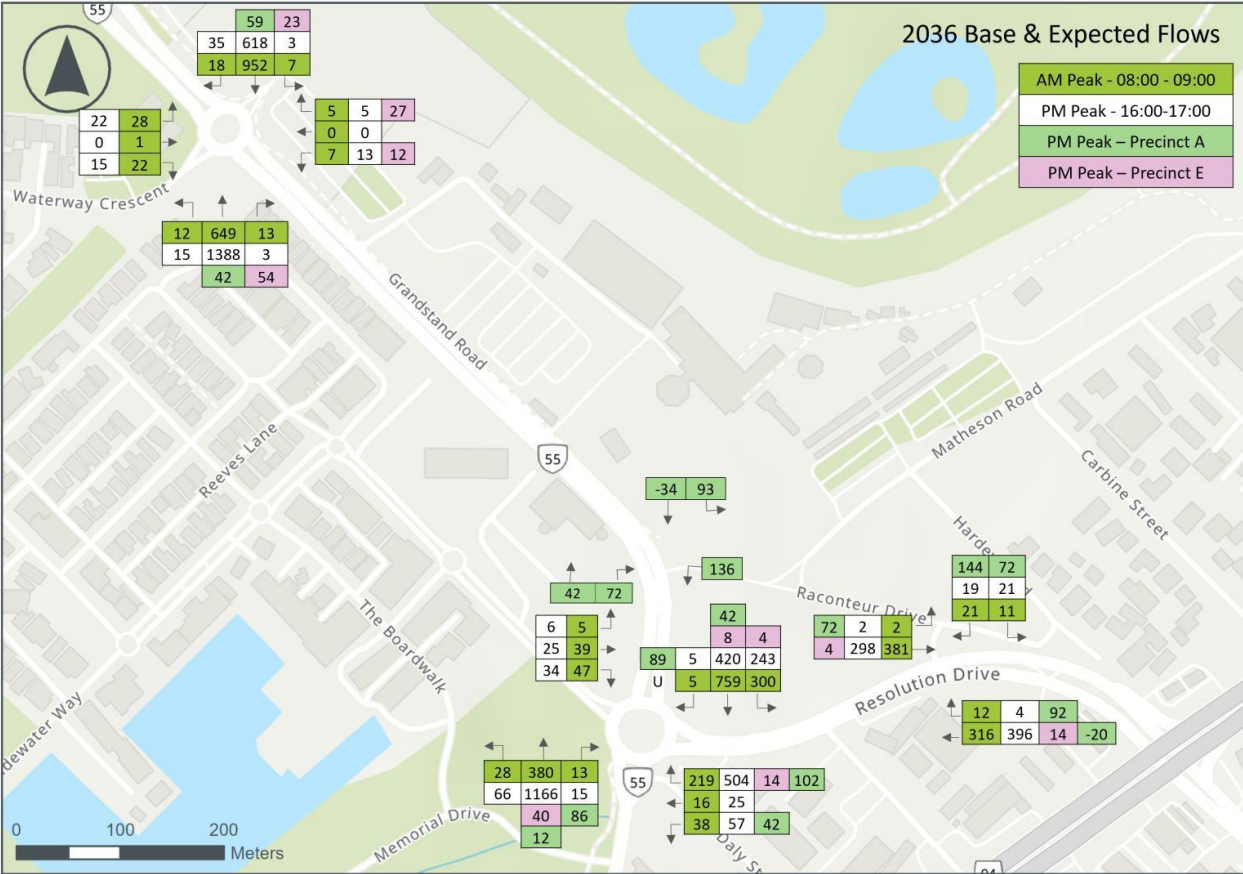 55
2036 Base & Expected Flows
AM Peak - 08:00 - 09:00
PM Peak - 16:00-17:00
PM Peak – Precinct A
PM Peak – Precinct E
59 23
35 618 3
18 952 7
22 28
0 1
15 22
5 5 27
0 0
7 13 12
Waterway Crescent
12 649 13
15 1388 3
42 54
Grandstand Road
Reeves Lane
55
Matheson Road
Carbine Street
-34 93
136
42 72
Raconteur Drive
144 72
19 21
21 11
6 5
25 39
34 47
42
8 4
89 5 420 243
U 5 759 300
72 2 2
4 298 381
The Boardwalk
Resolution Drive
12 4 92
316 396 14 -20
28 380 13
66 1166 15
40 86
12
55
219 504 14 102
16 25
38 57 42
Memorial Drive
0 100 200
Meters